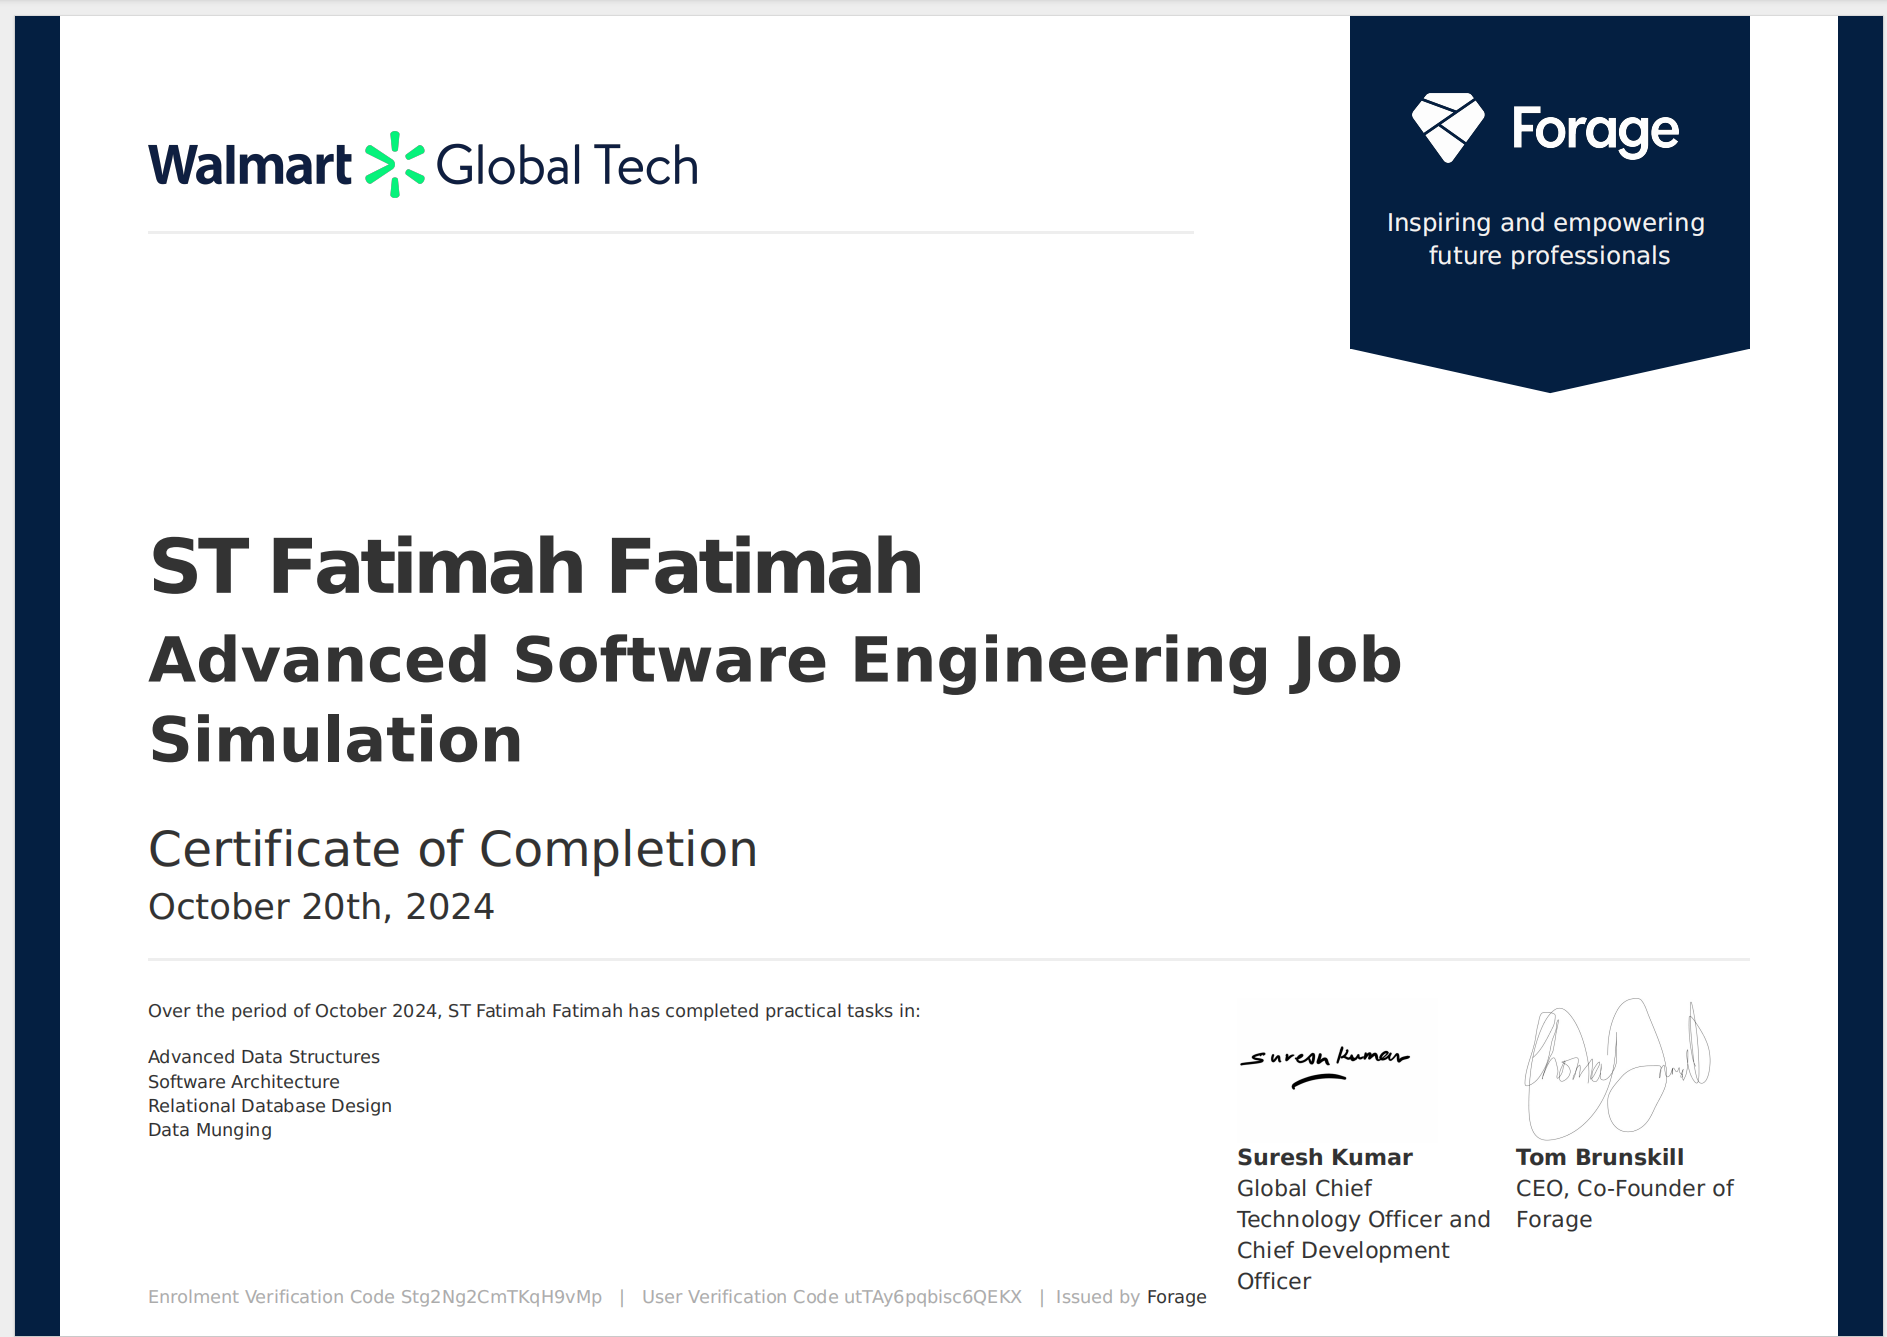 Walmart Global Tech
Forage
Inspiring and empowering
future professionals
ST Fatimah Fatimah
Advanced Software Engineering Job
Simulation
Certificate of Completion
October 20th, 2024
Over the period of October 2024, ST Fatimah Fatimah has completed practical tasks in:
Advanced Data Structures
Software Architecture
Relational Database Design
Data Munging
Suresh Kumar
Suresh Kumar
Global Chief
Technology Officer and
Chief Development
Officer
Tom Brunskill
CEO, Co-Founder of
Forage
Enrolment Verification Code Stg2Ng2CmTKqH9vMp | User Verification Code utTAy6pqbisc6QEKX | Issued by Forage